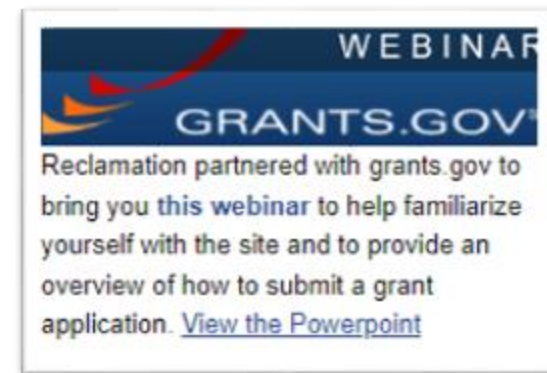 WEBINAR
GRANTS.GOV
Reclamation partnered with grants.gov to
bring you this webinar to help familiarize
yourself with the site and to provide an
overview of how to submit a grant
application. View the Powerpoint